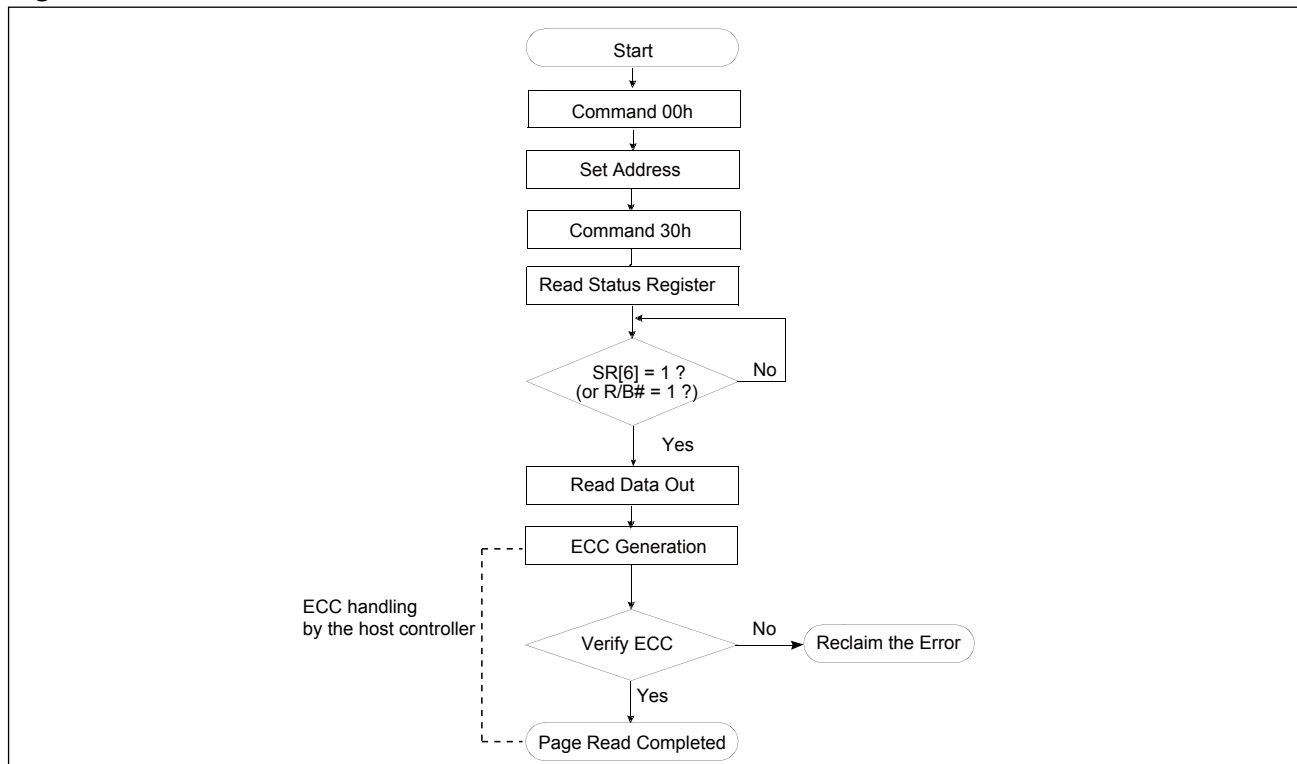 Start
Command 00h
Set Address
Command 30h
Read Status Register
SR[6] = 1 ?
(or R/B# = 1 ?)
No
Yes
Read Data Out
ECC Generation
ECC handling
by the host controller
Verify ECC
No
Reclaim the Error
Yes
Page Read Completed